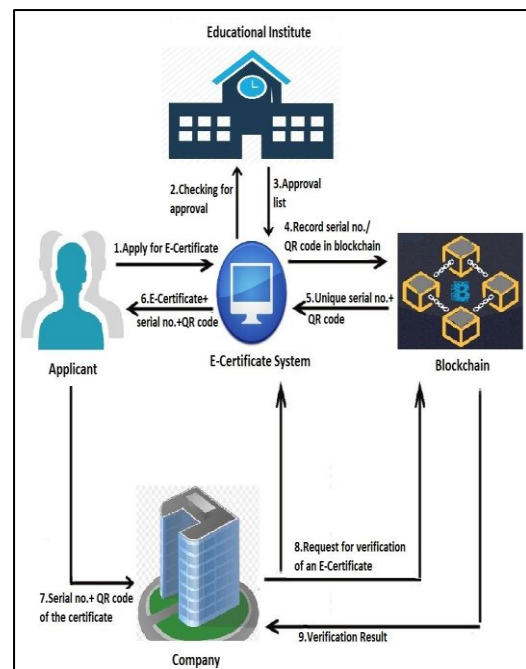 Educational Institute
2.Checking for
approval
3.Approval
list
1.Apply for E-Certificate
4.Record serial no./
QR code in blockchain
6.E-Certificate+
serial no.+QR code
5.Unique serial no.+
QR code
Applicant
E-Certificate System
Blockchain
8.Request for verification
of an E-Certificate
7.Serial no.+ QR code
of the certificate
9.Verification Result
Company